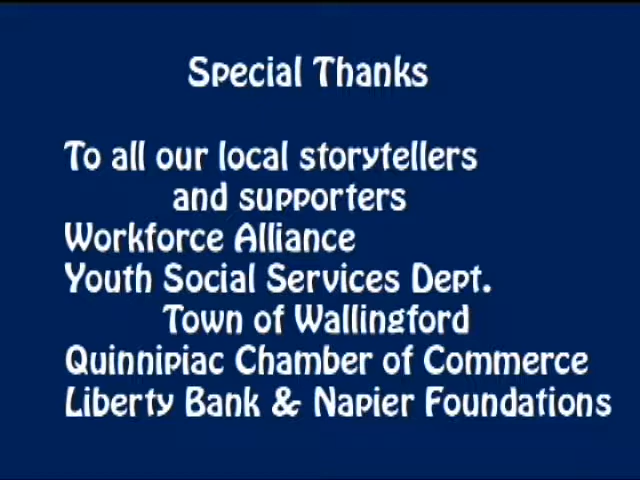 Special Thanks
To all our local storytellers
and supporters
Workforce Alliance
Youth Social Services Dept.
Town of Wallingford
Quinnipiac Chamber of Commerce
Liberty Bank & Napier Foundations